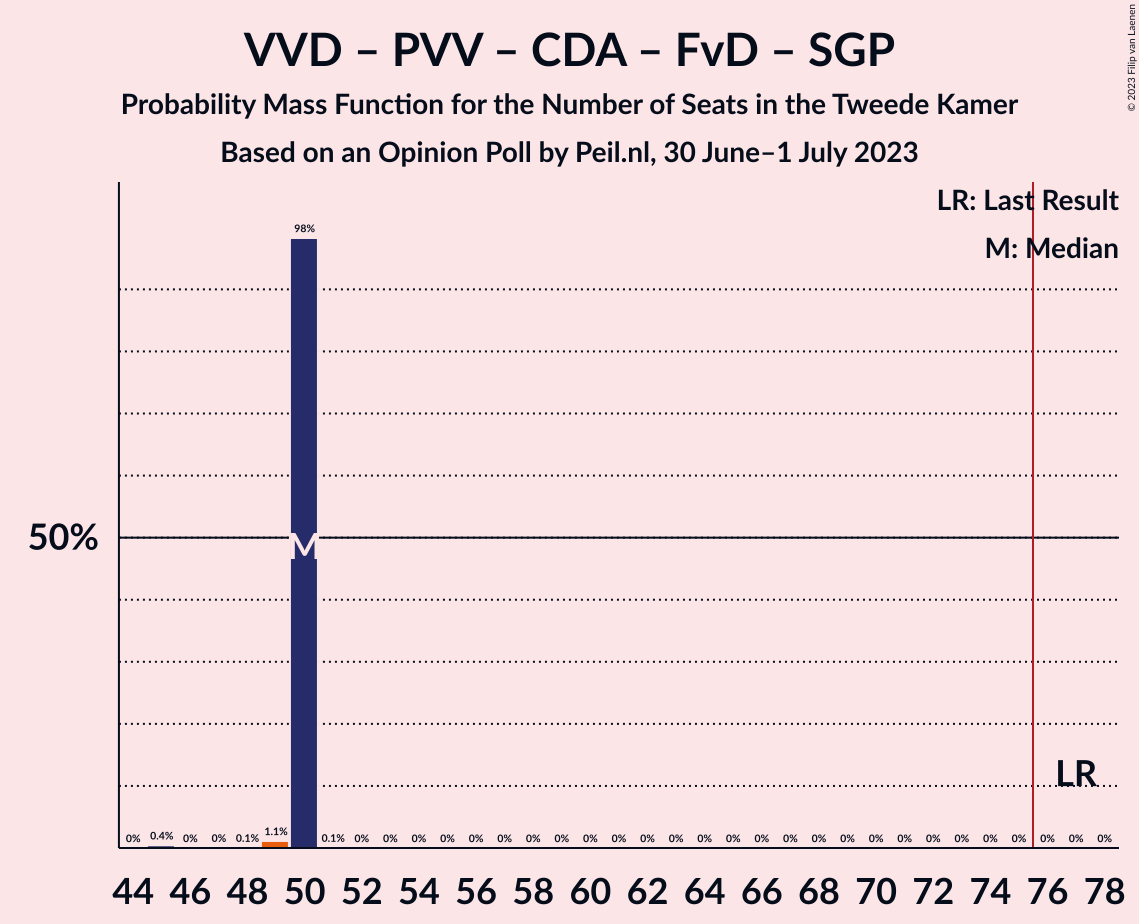 VVD – PVV – CDA – FvD – SGP
Probability Mass Function for the Number of Seats in the Tweede Kamer
Based on an Opinion Poll by Peil.nl, 30 June–1 July 2023
© 2023 Filip van Laenen
LR: Last Result
M: Median
98%
50%
M
LR
0% 0.4% 0% 0% 0.1% 1.1% 0.1% 0% 0% 0% 0% 0% 0% 0% 0% 0% 0% 0% 0% 0% 0% 0% 0% 0% 0% 0% 0% 0% 0% 0% 0% 0% 0% 0%
44 46 48 50 52 54 56 58 60 62 64 66 68 70 72 74 76 78